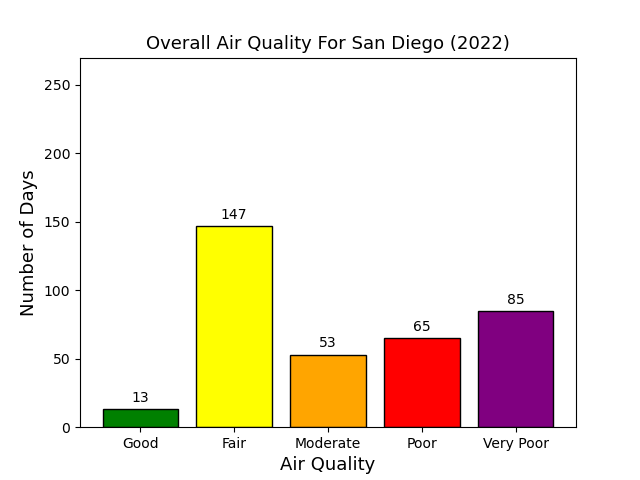 Overall Air Quality For San Diego (2022)
Number of Days
250
200
150
100
50
0
13
147
53
65
85
Good Fair Moderate Poor Very Poor
Air Quality